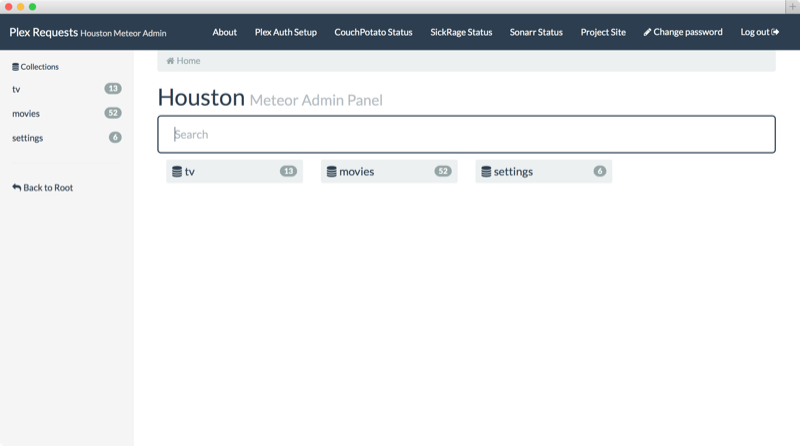 Plex Requests Houston Meteor Admin About Plex Auth Setup CouchPotato Status SickRage Status Sonarr Status Project Site Change password Log out
Collections
tv 13
movies 52
settings 6
Back to Root
Home
Houston Meteor Admin Panel
Search
tv 13 movies 52 settings 6